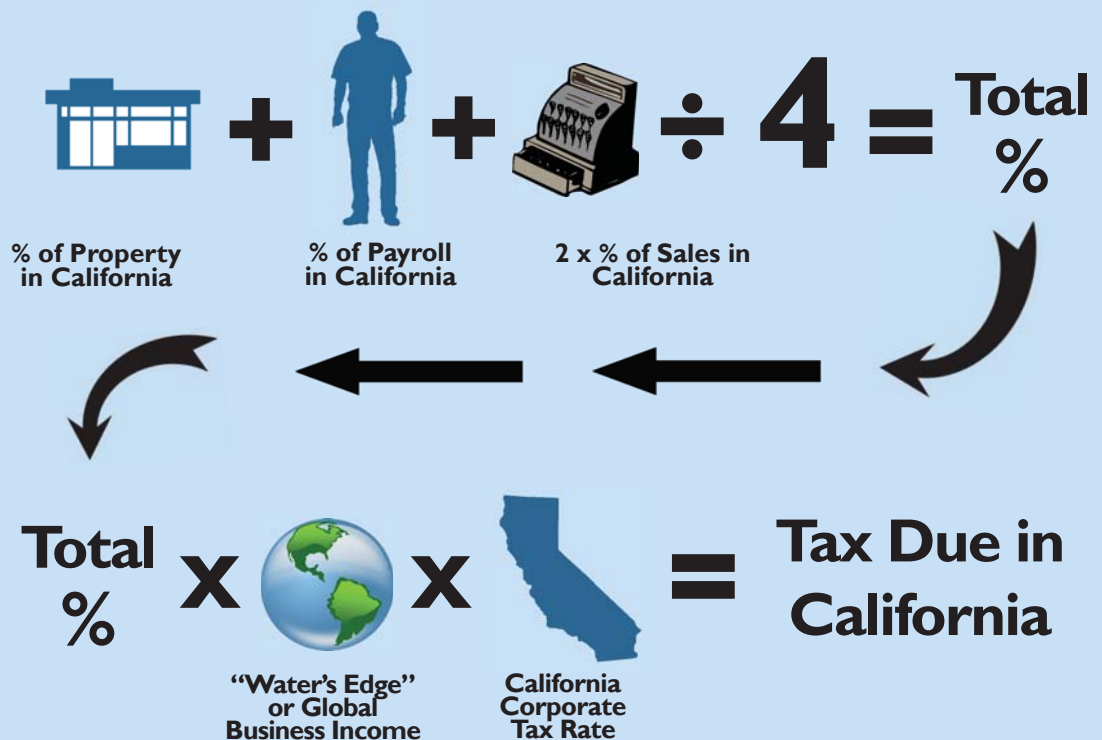 + + ÷ 4 = Total %
% of Property
in California
% of Payroll
in California
2 x % of Sales in
California
Total % x x = Tax Due in
California
“Water’s Edge”
or Global
Business Income
California
Corporate
Tax Rate